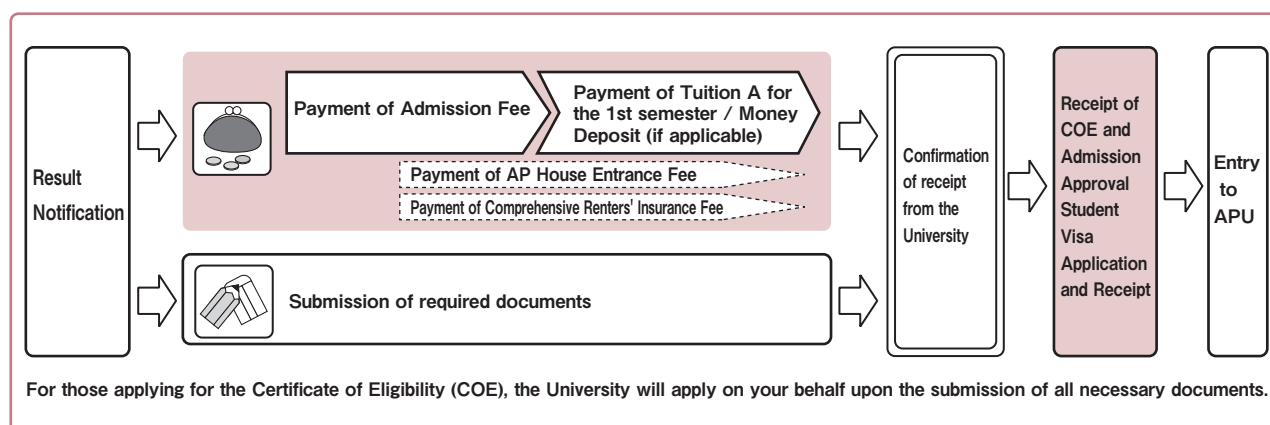 Result
Notification
Payment of Admission Fee
Payment of Tuition A for
the 1st semester / Money
Deposit (if applicable)
Payment of AP House Entrance Fee
Payment of Comprehensive Renters' Insurance Fee
Submission of required documents
Confirmation
of receipt
from the
University
Receipt of
COE and
Admission
Approval
Student
Visa
Application
and Receipt
Entry
to
APU
For those applying for the Certificate of Eligibility (COE), the University will apply on your behalf upon the submission of all necessary documents.